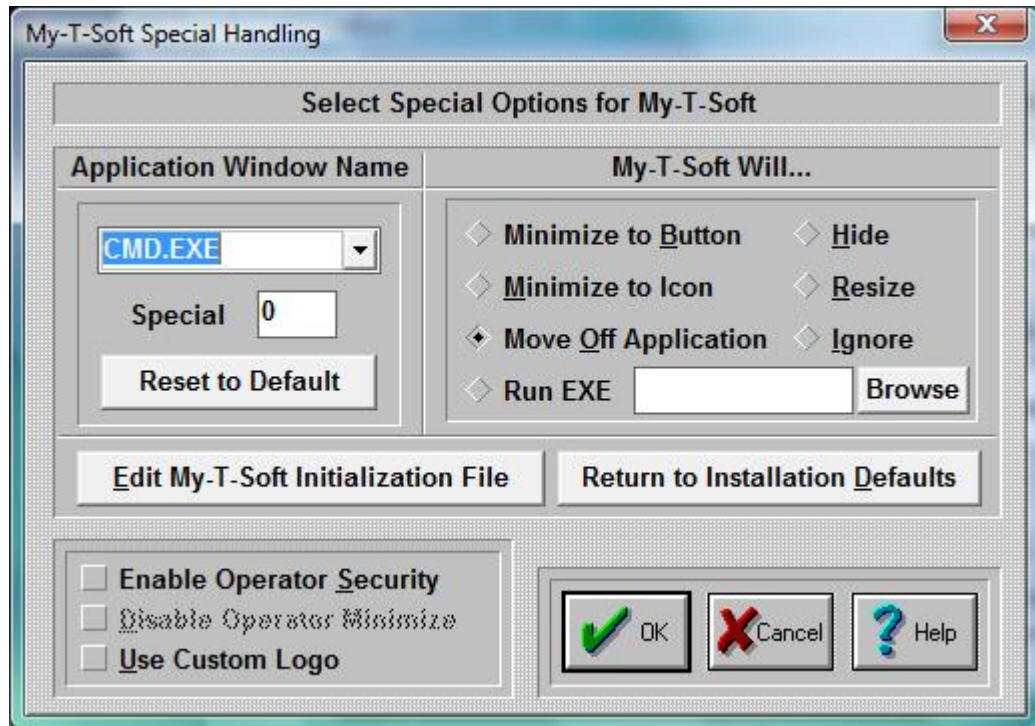 My-T-Soft Special Handling
Select Special Options for My-T-Soft
Application Window Name
My-T-Soft Will...
CMD.EXE
Special 0
Reset to Default
Minimize to Button
Hide
Minimize to Icon
Resize
Move Off Application
Ignore
Run EXE
Browse
Edit My-T-Soft Initialization File
Return to Installation Defaults
Enable Operator Security
Disable Operator Minimize
Use Custom Logo
OK
Cancel
Help